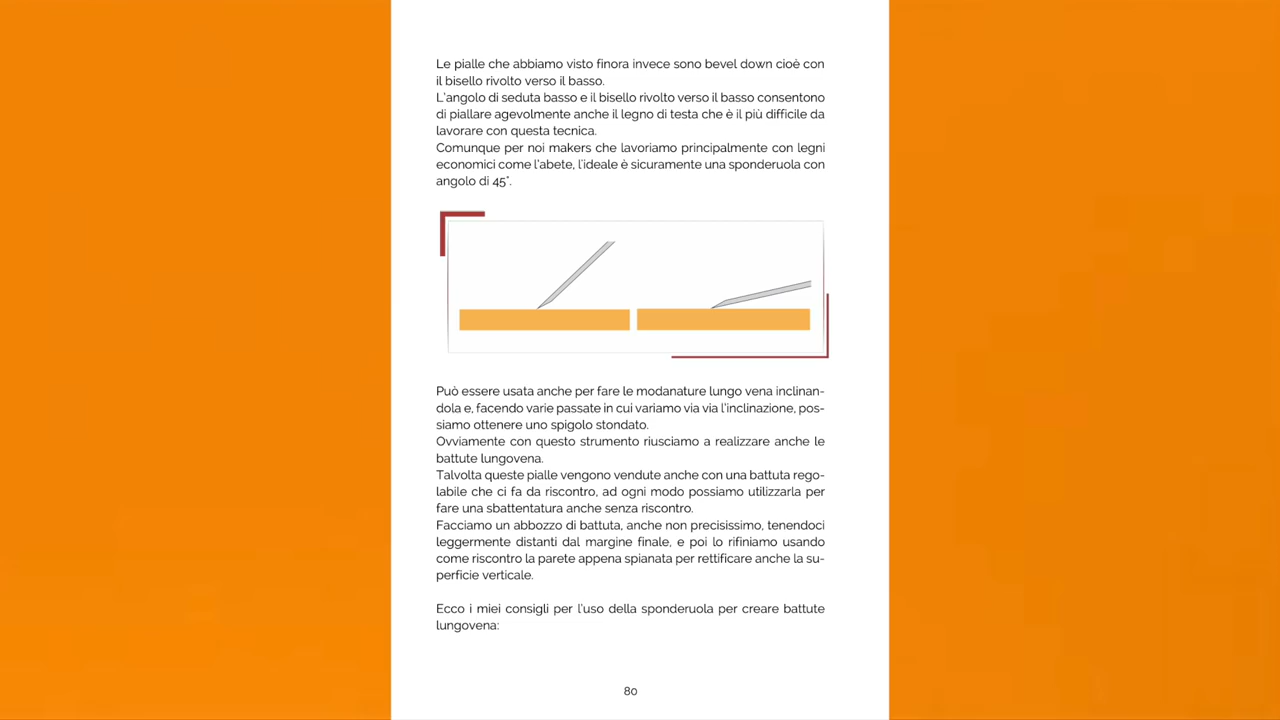 Le pialle che abbiamo visto finora invece sono bevel down cioè con
il bisello rivolto verso il basso.
L'angolo di seduta basso e il bisello rivolto verso il basso consentono
di piallare agevolmente anche il legno di testa che è il più difficile da
lavorare con questa tecnica.
Comunque per noi makers che lavoriamo principalmente con legni
economici come l'abete, l'ideale è sicuramente una sponderuola con
angolo di 45°.
Può essere usata anche per fare le modanature lungo vena inclinan-
dola e, facendo varie passate in cui variamo via via l'inclinazione, pos-
siamo ottenere uno spigolo stondato.
Ovviamente con questo strumento riusciamo a realizzare anche le
battute lungovena.
Talvolta queste pialle vengono vendute anche con una battuta rego-
labile che ci fa da riscontro, ad ogni modo possiamo utilizzarla per
fare una sbattentatura anche senza riscontro.
Facciamo un abbozzo di battuta, anche non precisissimo, tenendoci
leggermente distanti dal margine finale, e poi lo rifiniamo usando
come riscontro la parete appena spianata per rettificare anche la su-
perficie verticale.
Ecco i miei consigli per l'uso della sponderuola per creare battute
lungovena:
80